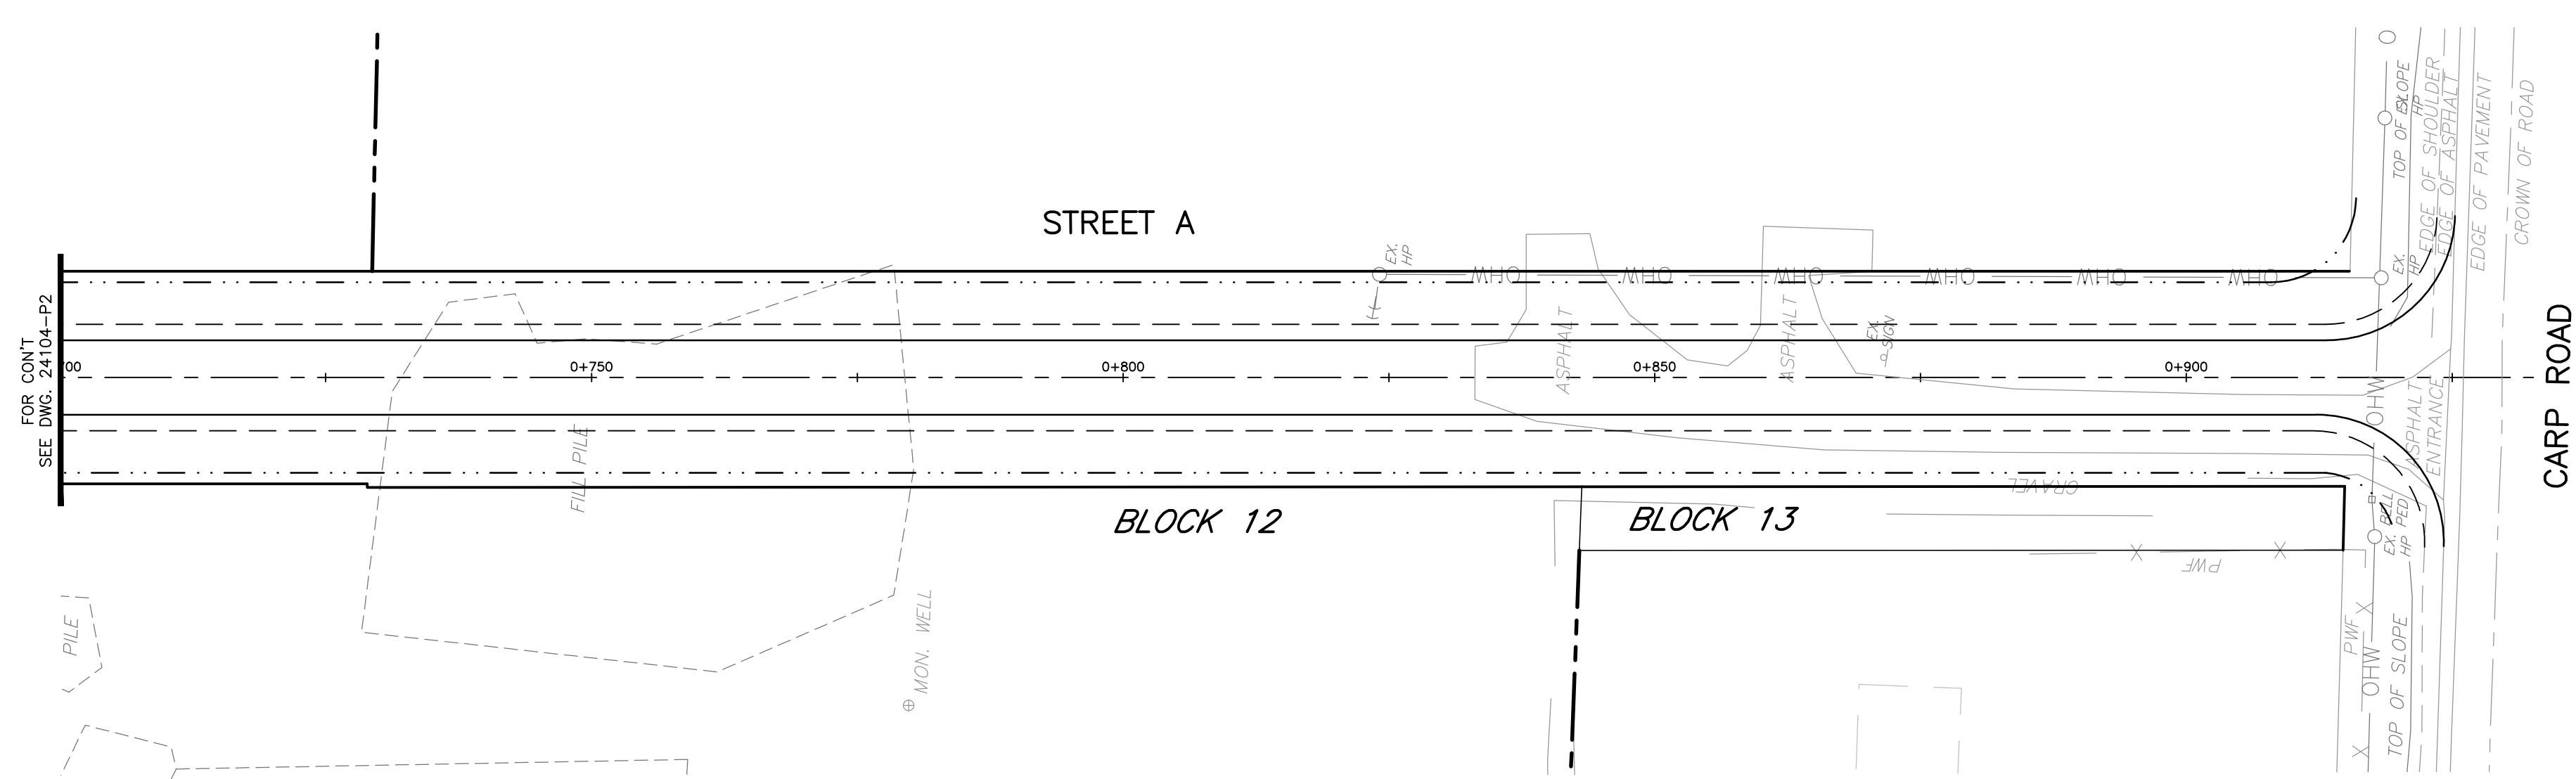 STREET A
FOR CON'T
SEE DWG. 24104-P2
00
0+750
0+800
0+850
0+900
FILL PILE
PILE
MON. WELL
BLOCK 12
BLOCK 13
EX.
HP
OHW
OHW
OHW
OHW
OHW
OHW
ASPHALT
ASPHALT
EX.
SIGN
GRAVEL
PWF
X
X
O
TOP OF SLOPE
EX.
HP
EDGE OF SHOULDER
EDGE OF ASPHALT
EDGE OF PAVEMENT
CROWN OF ROAD
EX.
HP
OHW
ASPHALT
ENTRANCE
BELL
PED
EX.
HP
PWF
X
OHW
X
TOP OF SLOPE
CARP ROAD